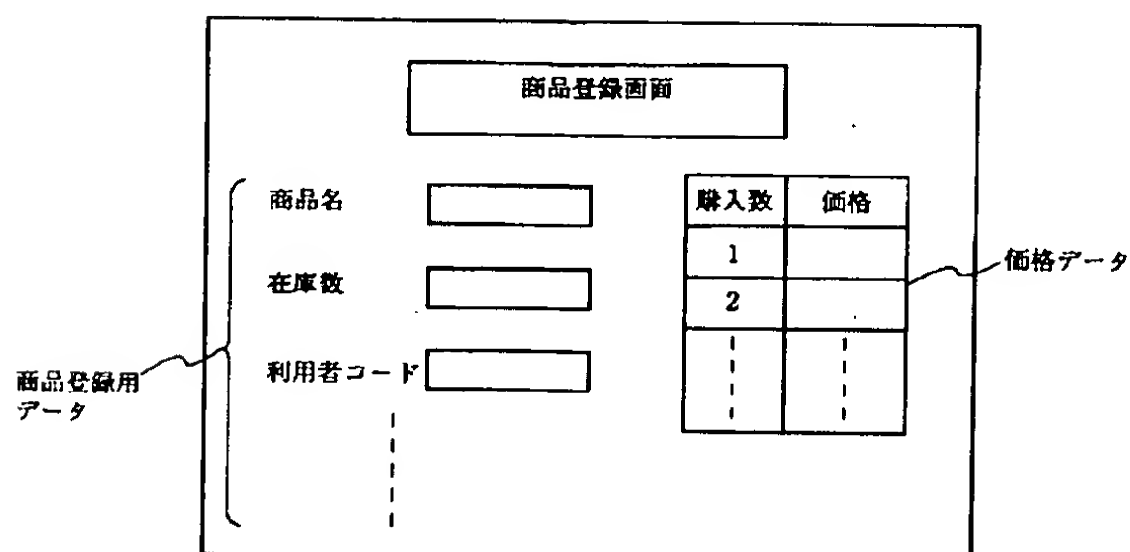 商品登録画面
商品名
在庫数
利用者コード
商品登録用
データ
購入数 価格
1
2
価格データ